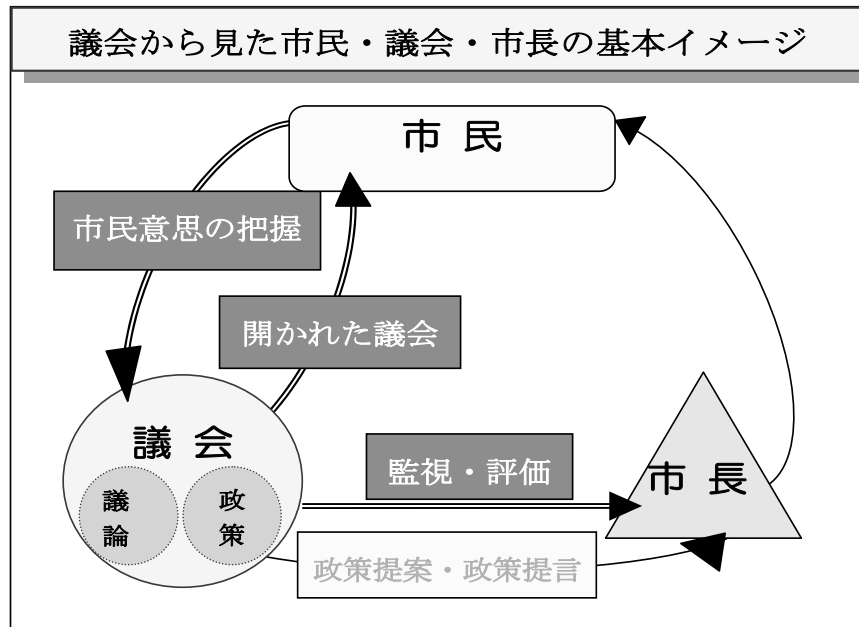 議会から見た市民・議会・市長の基本イメージ
市 民
市民意思の把握
開かれた議会
議 会
議
論
政
策
監視・評価
市 長
政策提案・政策提言